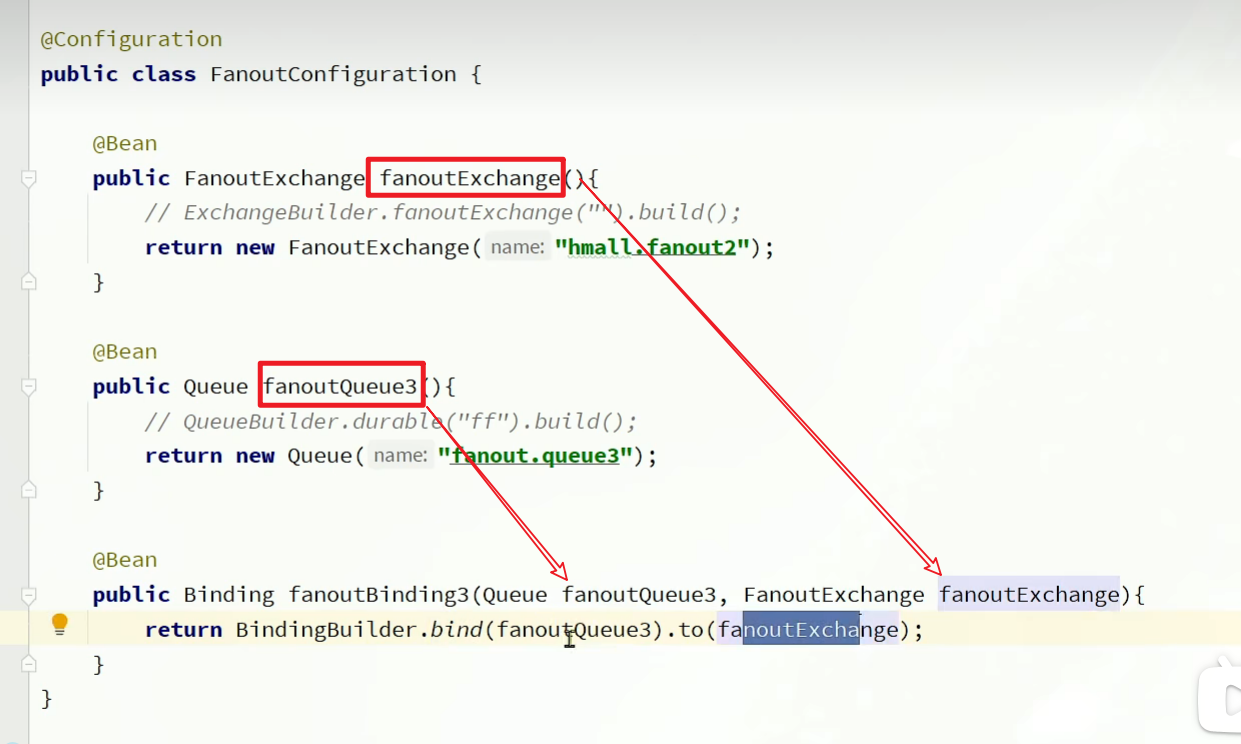 @Configuration
public class FanoutConfiguration {
@Bean
public FanoutExchange fanoutExchange(){
// ExchangeBuilder.fanoutExchange("").build();
return new FanoutExchange( name: "hmall.fanout2");
}
@Bean
public Queue fanoutQueue3(){
// QueueBuilder.durable("ff").build();
return new Queue( name: "fanout.queue3");
}
@Bean
public Binding fanoutBinding3(Queue fanoutQueue3, FanoutExchange fanoutExchange){
return BindingBuilder.bind(fanoutQueue3).to(fanoutExchange);
}
}